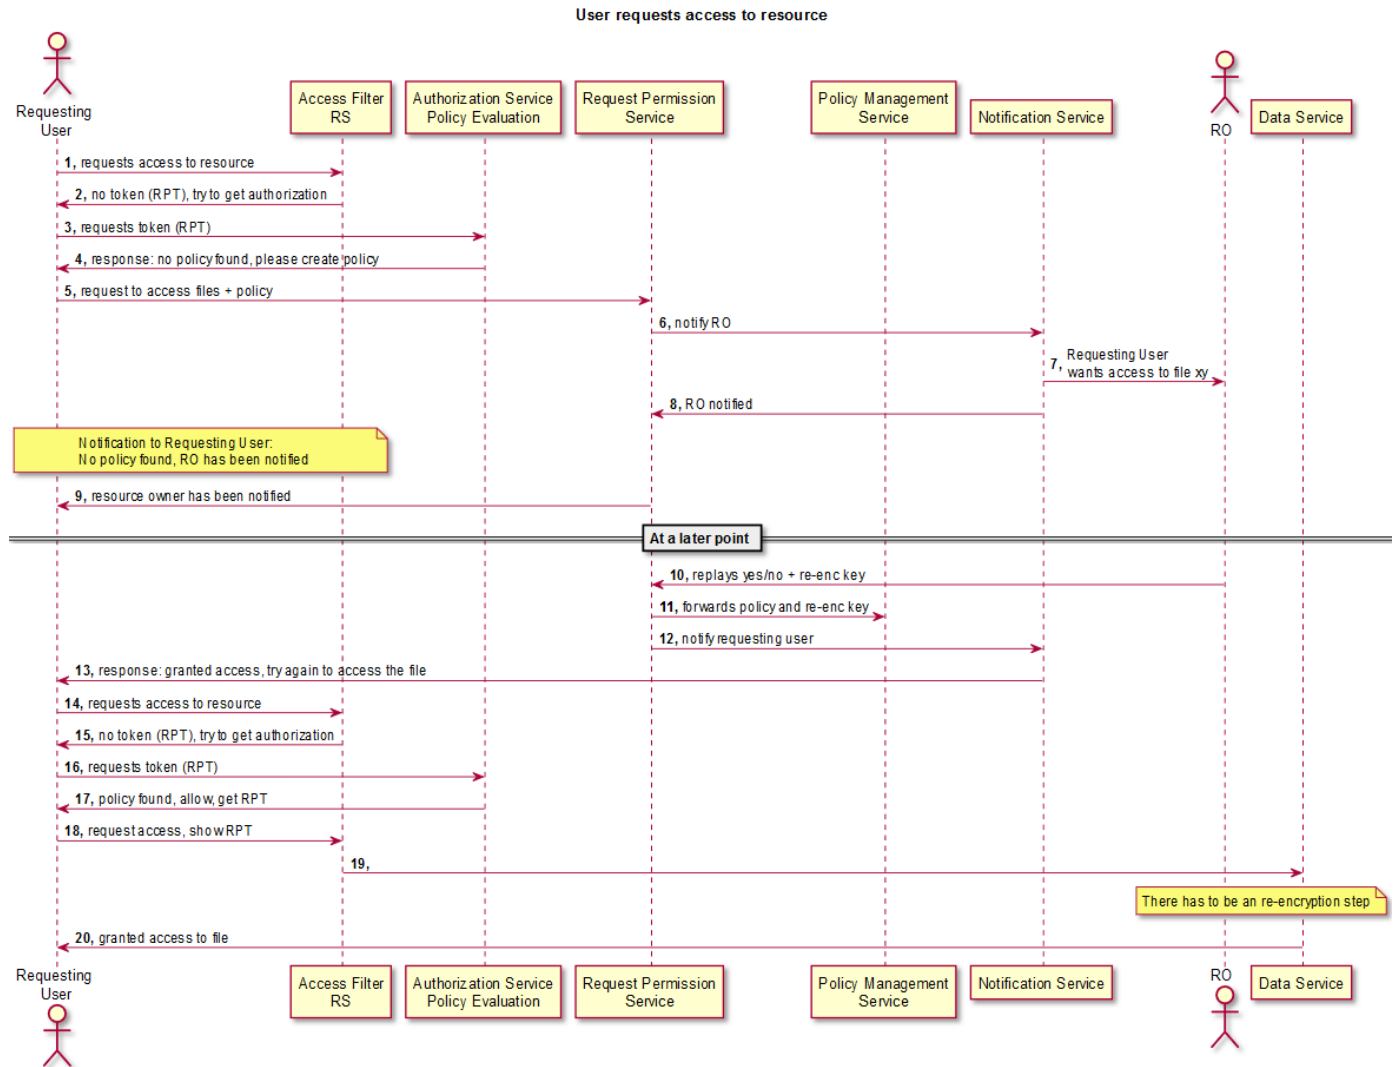 User requests access to resource
Requesting
User
Access Filter
RS
Authorization Service
Policy Evaluation
Request Permission
Service
Policy Management
Service
Notification Service
RO
Data Service
1, requests access to resource
2, no token (RPT), try to get authorization
3, requests token (RPT)
4, response: no policy found, please create policy
5, request to access files + policy
6, notify RO
7, Requesting User
wants access to file xy
8, RO notified
Notification to Requesting User:
No policy found, RO has been notified
9, resource owner has been notified
At a later point
10, replays yes/no + re-enc key
11, forwards policy and re-enc key
12, notify requesting user
13, response: granted access, try again to access the file
14, requests access to resource
15, no token (RPT), try to get authorization
16, requests token (RPT)
17, policy found, allow, get RPT
18, request access, show RPT
19,
There has to be an re-encryption step
20, granted access to file
Requesting
User
Access Filter
RS
Authorization Service
Policy Evaluation
Request Permission
Service
Policy Management
Service
Notification Service
RO
Data Service